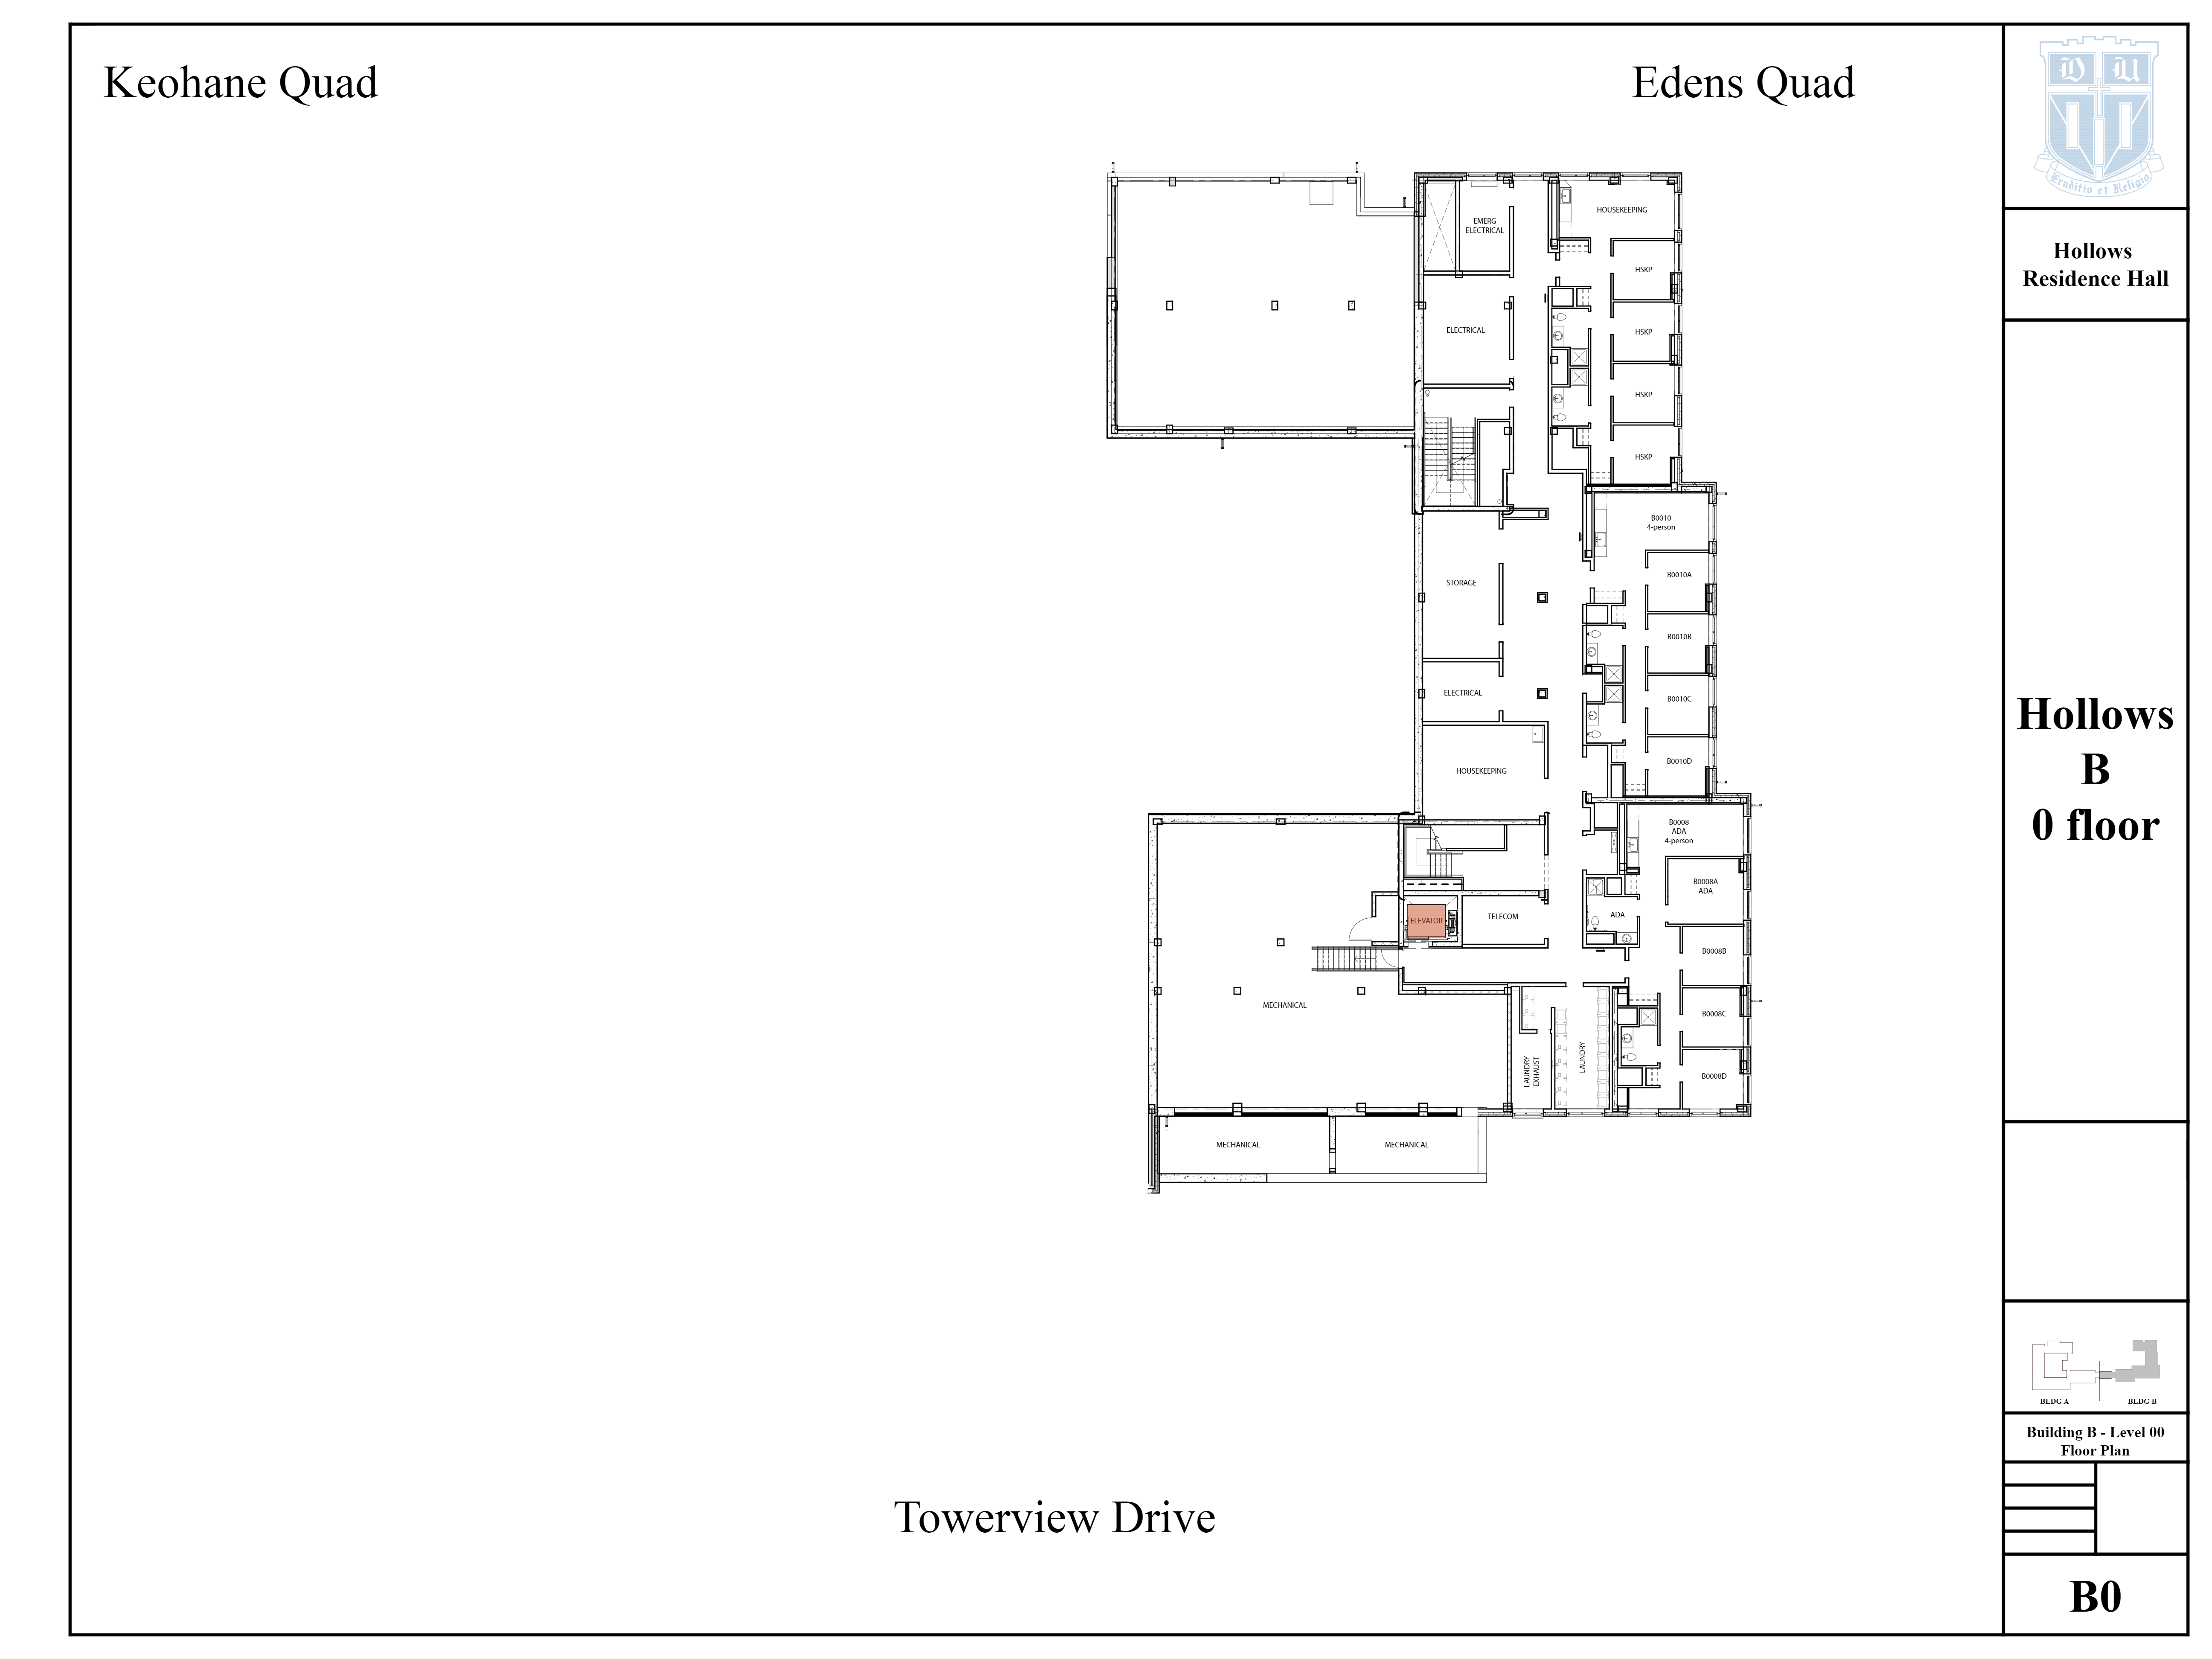 Keohane Quad
Edens Quad
D U
Eruditio et Religio
Hollows
Residence Hall
Hollows
B
0 floor
BLDG A
BLDG B
Building B - Level 00
Floor Plan
B0
EMERG
ELECTRICAL
HOUSEKEEPING
HSKP
HSKP
HSKP
HSKP
ELECTRICAL
B0010
4-person
B0010A
B0010B
B0010C
B0010D
STORAGE
ELECTRICAL
HOUSEKEEPING
B0008
ADA
4-person
B0008A
ADA
ADA
B0008B
B0008C
B0008D
ELEVATOR
TELECOM
MECHANICAL
LAUNDRY
EXHAUST
LAUNDRY
MECHANICAL
MECHANICAL
Towerview Drive